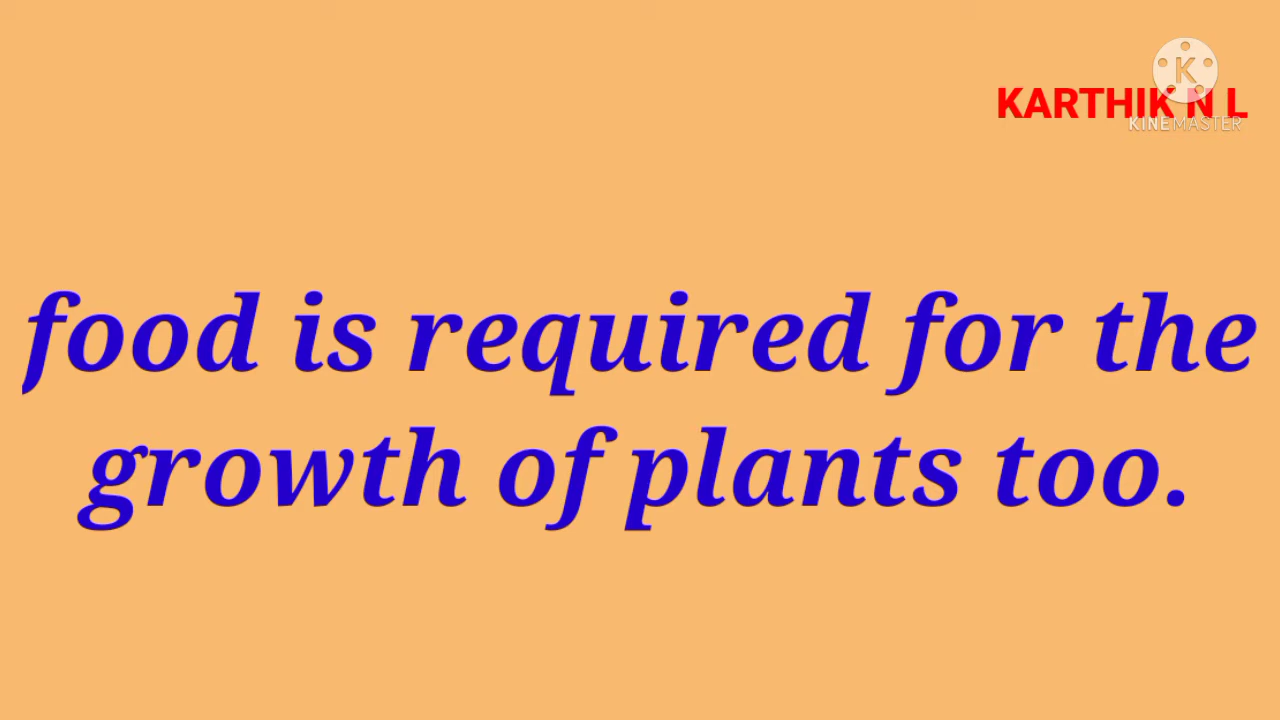 KARTHIK N L
K
KINEMASTER
food is required for the
growth of plants too.